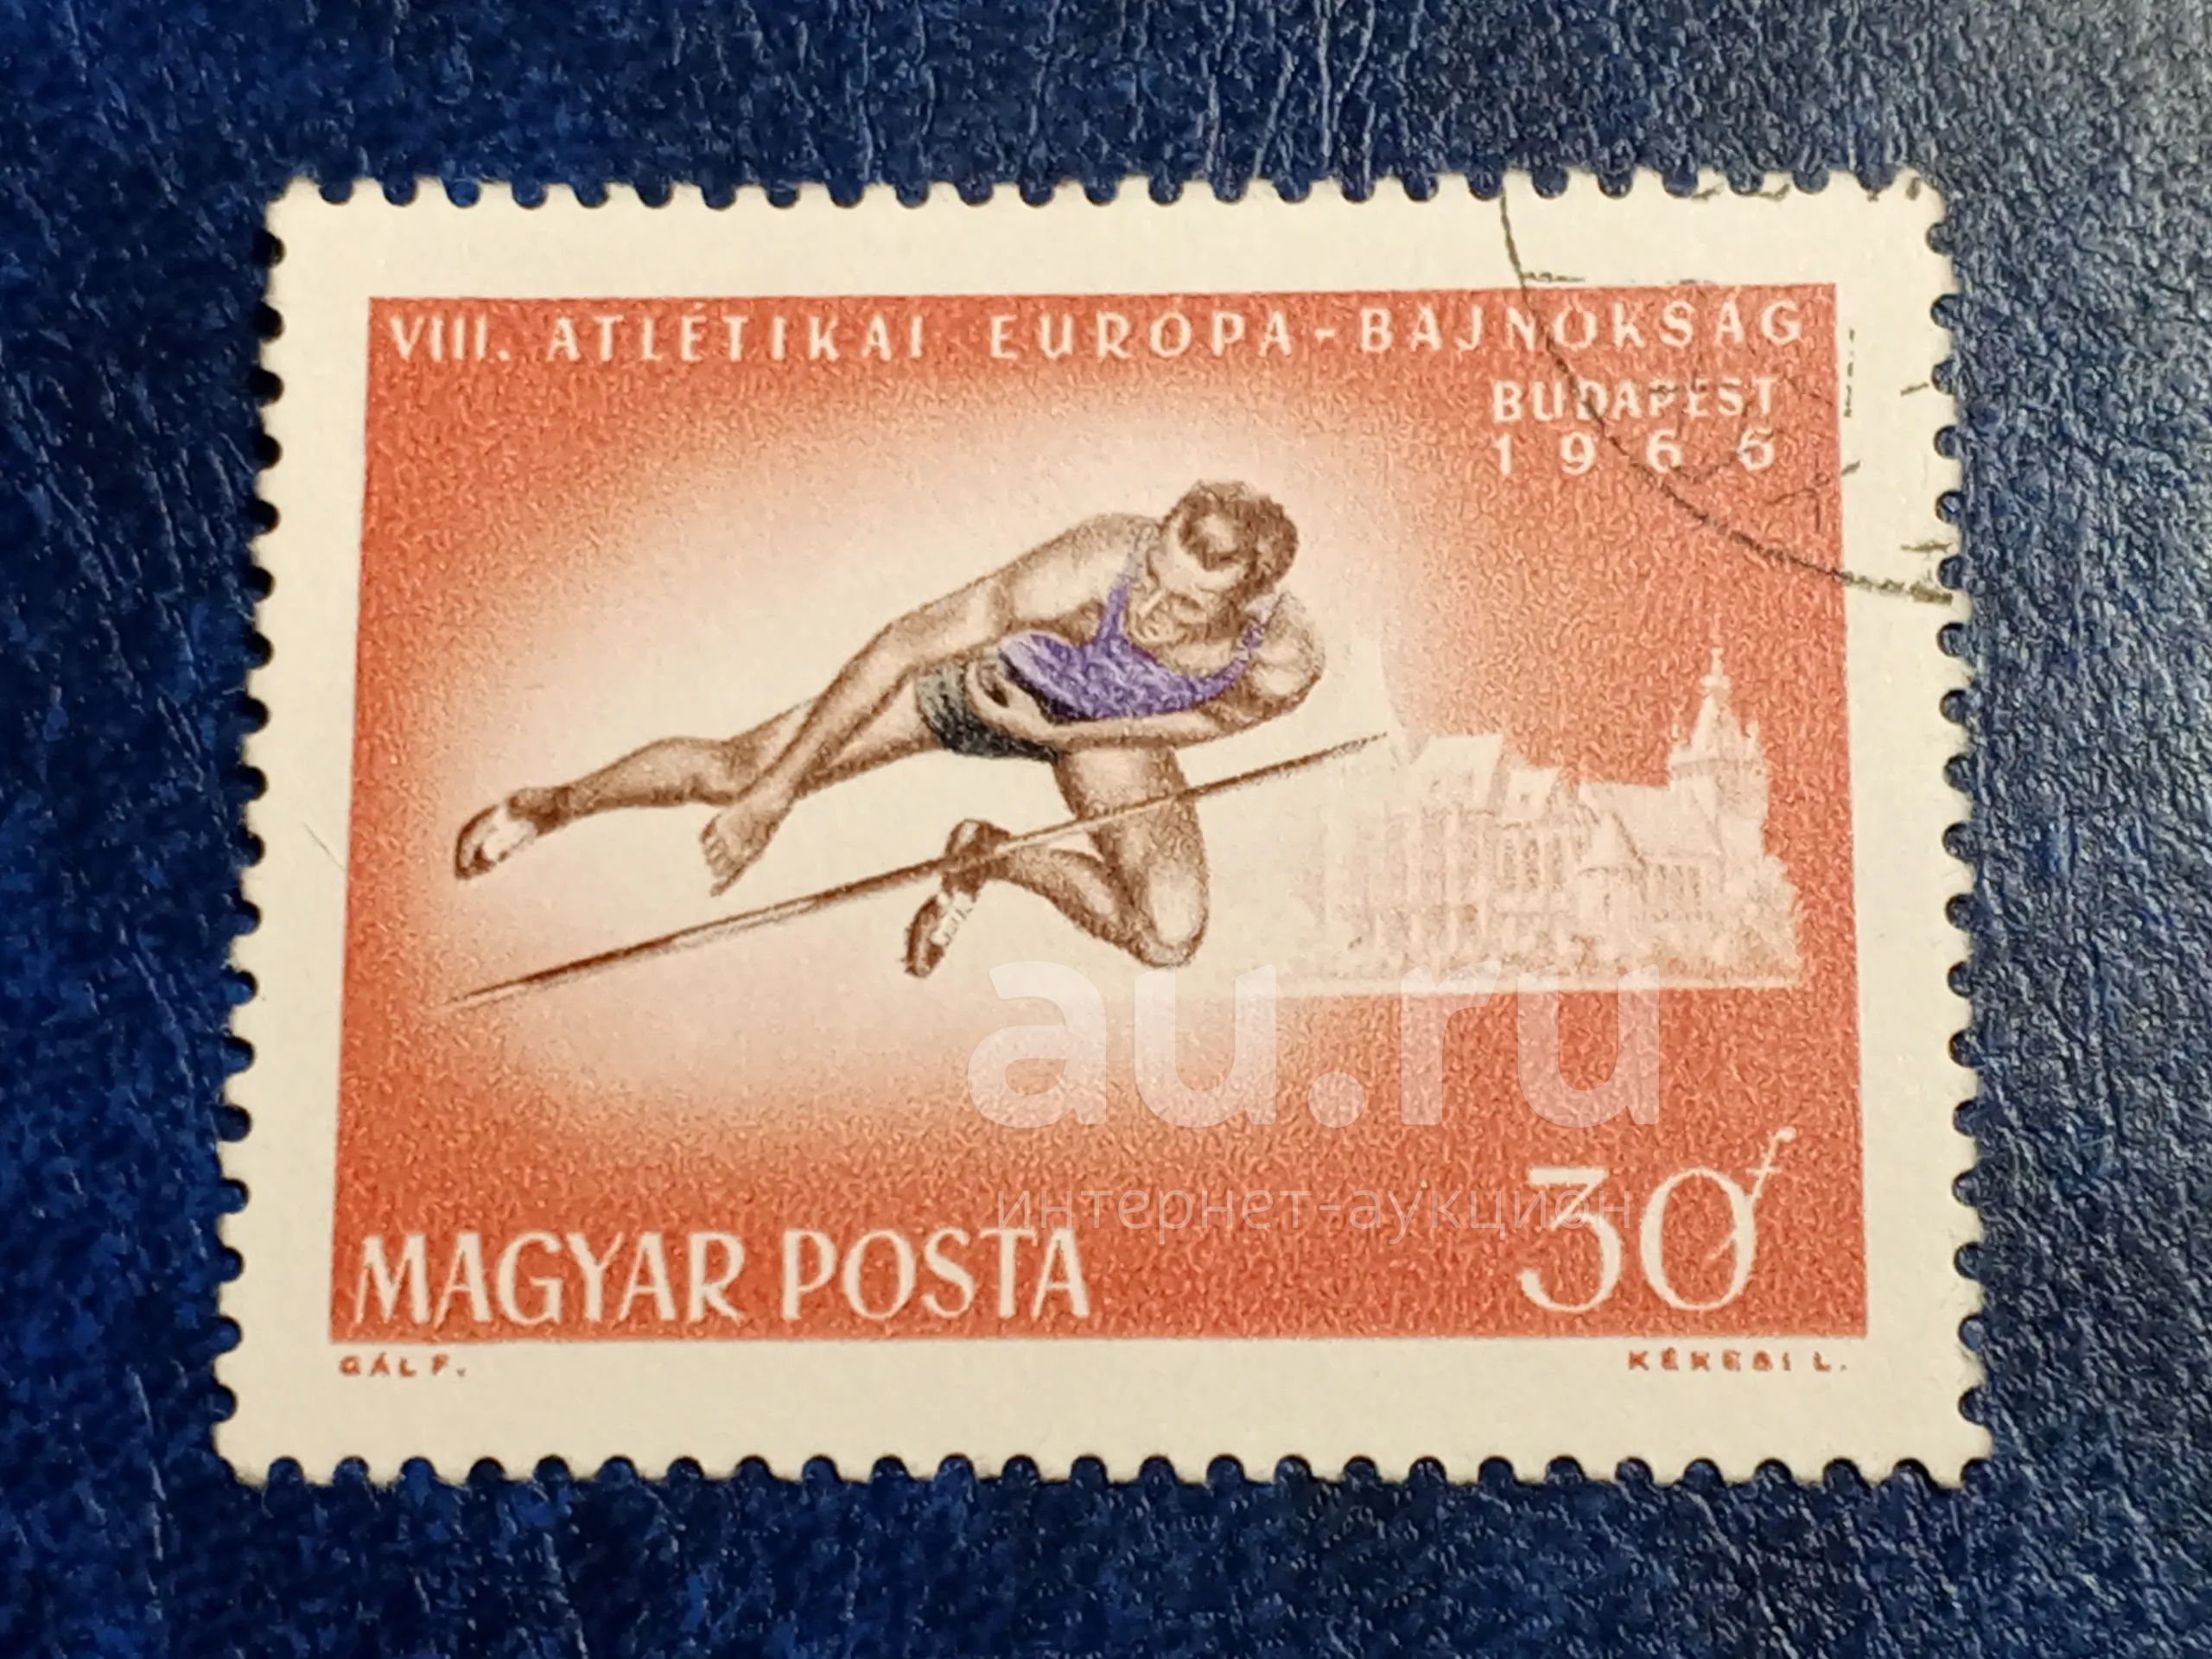 VIII. ATLÉTIKAI EURÓPA-BAJNOKSÁG
BUDAPEST
1966
au.ru
интернет-аукцион
MAGYAR POSTA
30f
GÁL F.
KÉKESI L.